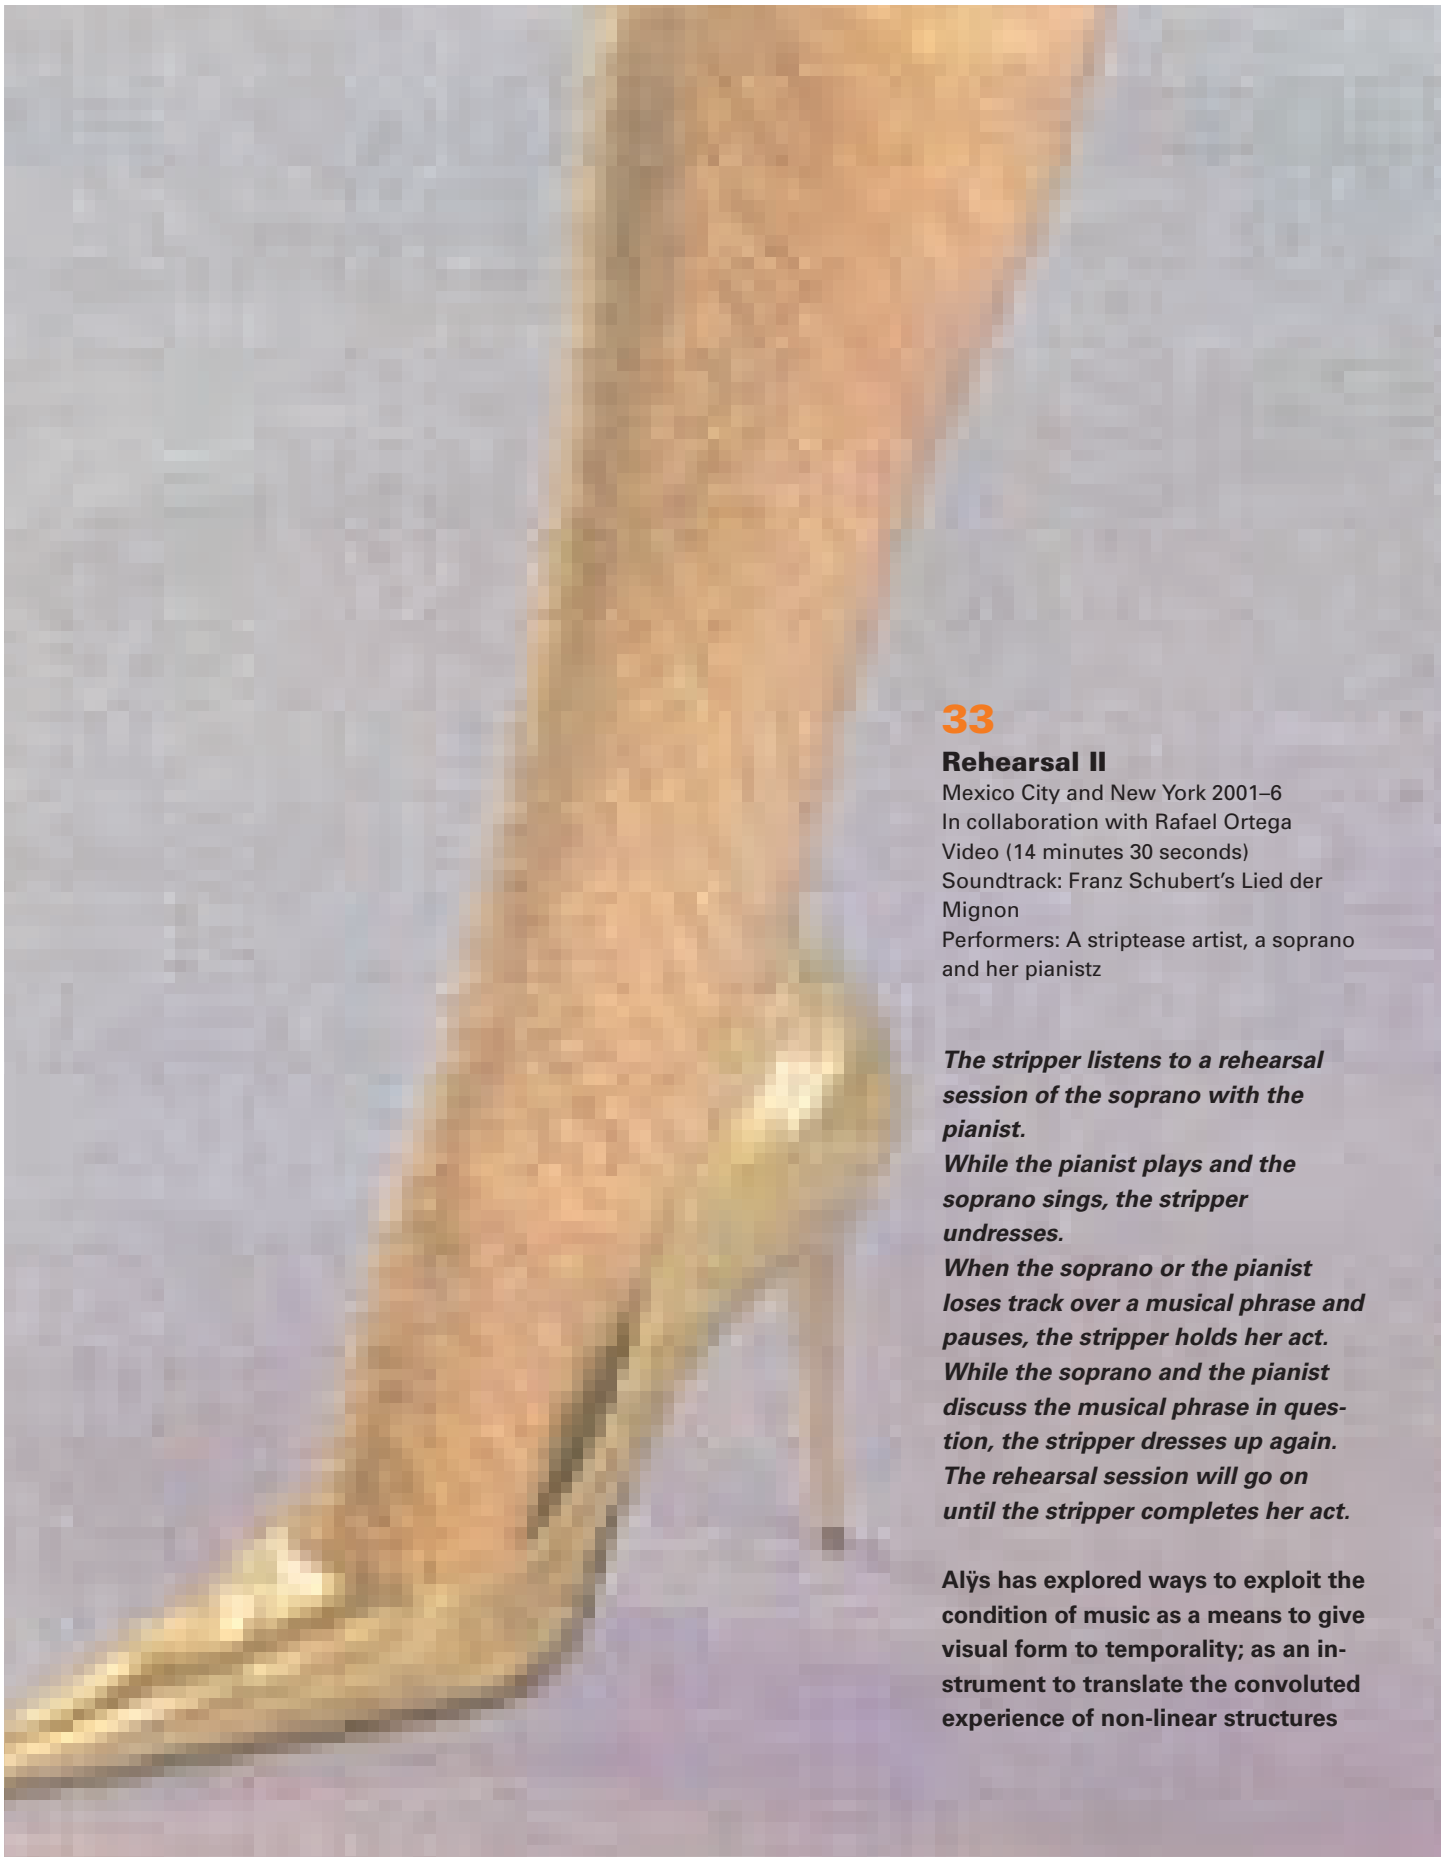 33
Rehearsal II
Mexico City and New York 2001–6
In collaboration with Rafael Ortega
Video (14 minutes 30 seconds)
Soundtrack: Franz Schubert’s Lied der
Mignon
Performers: A striptease artist, a soprano
and her pianistz
The stripper listens to a rehearsal
session of the soprano with the
pianist.
While the pianist plays and the
soprano sings, the stripper
undresses.
When the soprano or the pianist
loses track over a musical phrase and
pauses, the stripper holds her act.
While the soprano and the pianist
discuss the musical phrase in ques-
tion, the stripper dresses up again.
The rehearsal session will go on
until the stripper completes her act.
Alÿs has explored ways to exploit the
condition of music as a means to give
visual form to temporality; as an in-
strument to translate the convoluted
experience of non-linear structures